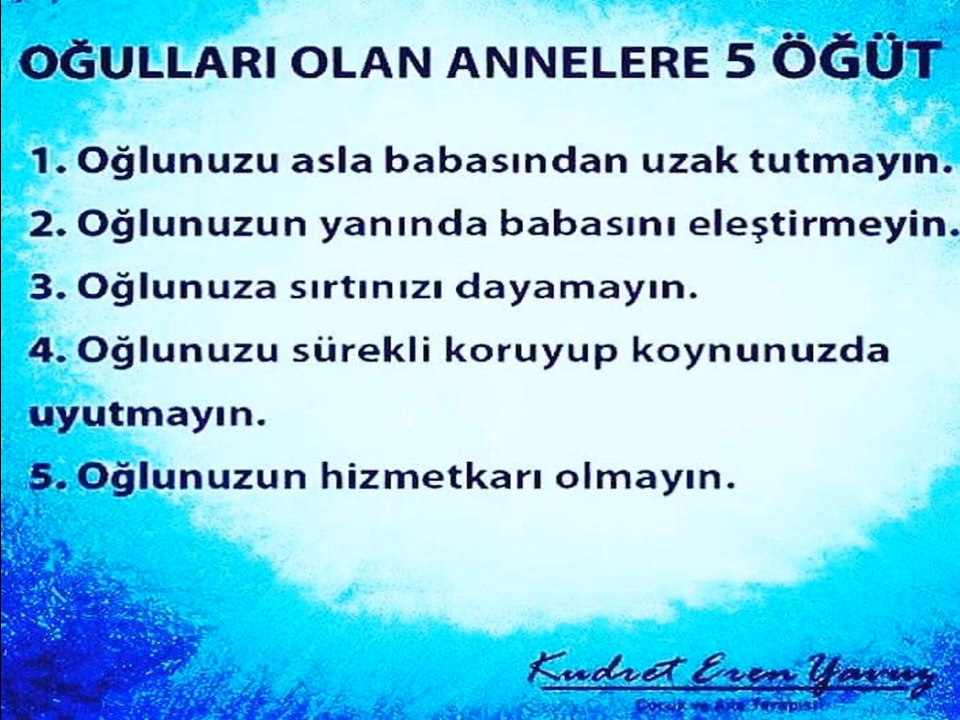 OĞULLARI OLAN ANNELERE 5 ÖĞÜT
1. Oğlunuzu asla babasından uzak tutmayın.
2. Oğlunuzun yanında babasını eleştirmeyin.
3. Oğlunuza sırtınızı dayamayın.
4. Oğlunuzu sürekli koruyup koynunuzda
uyutmayın.
5. Oğlunuzun hizmetkarı olmayın.
Kudret Eren Yavuz
Çocuk ve Aile Terapisti